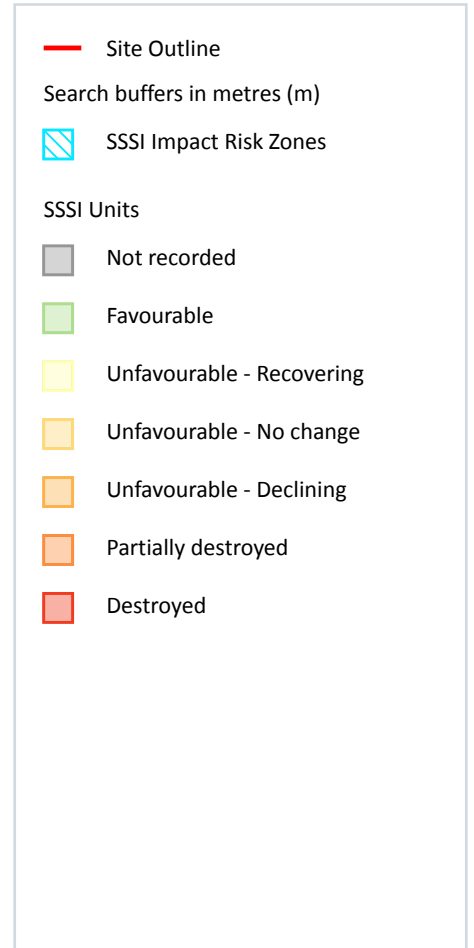 Site Outline
Search buffers in metres (m)
SSSI Impact Risk Zones
SSSI Units
Not recorded
Favourable
Unfavourable - Recovering
Unfavourable - No change
Unfavourable - Declining
Partially destroyed
Destroyed